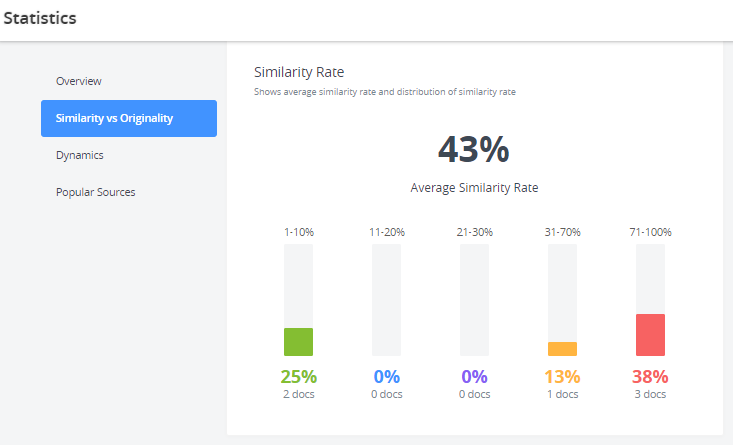 Statistics
Overview
Similarity vs Originality
Dynamics
Popular Sources
Similarity Rate
Shows average similarity rate and distribution of similarity rate
43%
Average Similarity Rate
1-10% 11-20% 21-30% 31-70% 71-100%
25% 0% 0% 13% 38%
2 docs 0 docs 0 docs 1 docs 3 docs